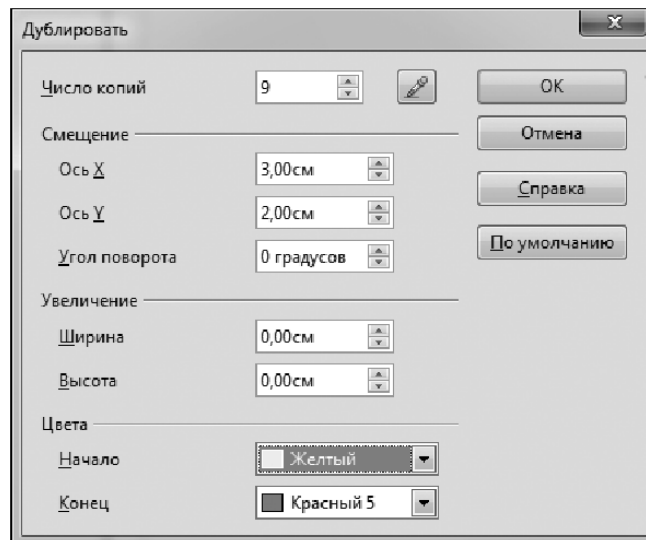 Дублировать
Число копий 9 OK
Смещение Отмена
Ось X 3,00см
Справка
Ось Y 2,00см
По умолчанию
Угол поворота 0 градусов
Увеличение
Ширина 0,00см
Высота 0,00см
Цвета
Начало Желтый
Конец Красный 5